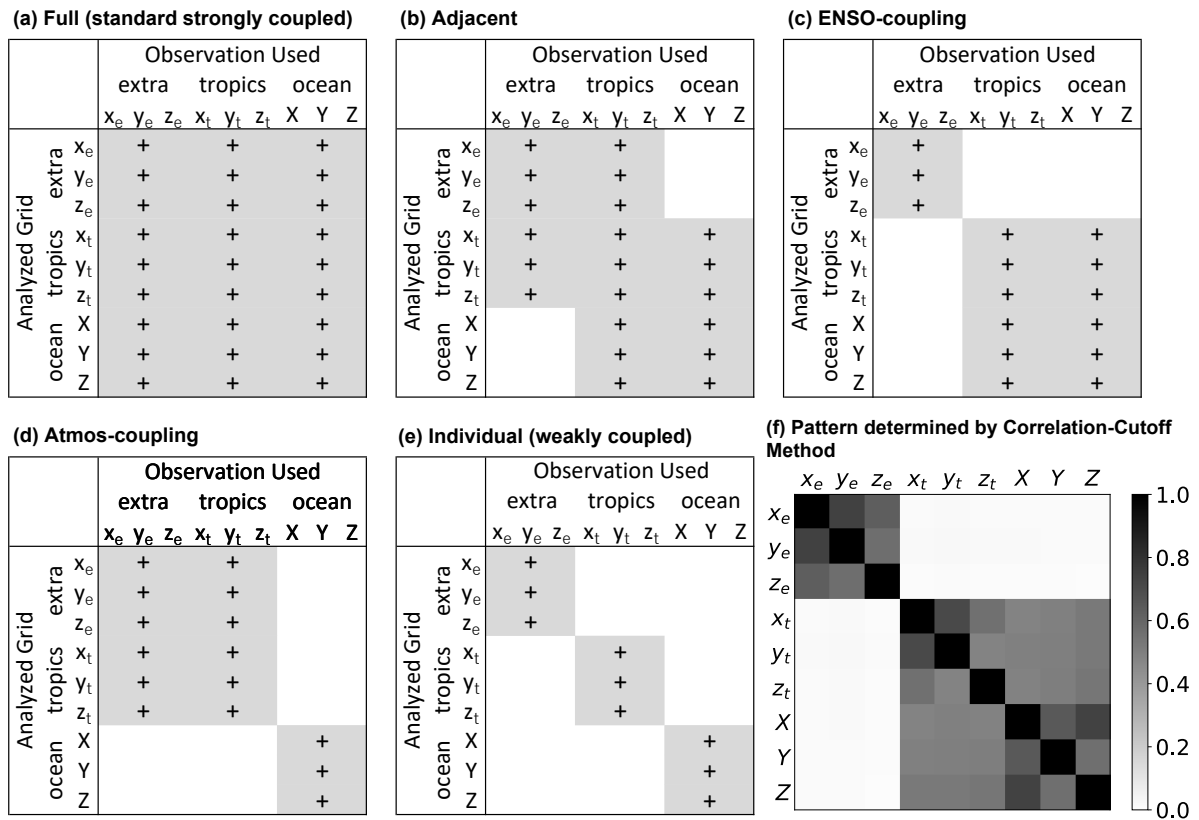 (a) Full (standard strongly coupled)
Observation Used
extra tropics ocean
xe ye ze xt yt zt X Y Z
Analyzed Grid
extra
tropics
ocean
xe + + +
ye + + +
ze + + +
xt + + +
yt + + +
zt + + +
X + + +
Y + + +
Z + + +
(b) Adjacent
Observation Used
extra tropics ocean
xe ye ze xt yt zt X Y Z
Analyzed Grid
extra
tropics
ocean
xe + +
ye + +
ze + +
xt + + +
yt + + +
zt + + +
X + +
Y + +
Z + +
(c) ENSO-coupling
Observation Used
extra tropics ocean
xe ye ze xt yt zt X Y Z
Analyzed Grid
extra
tropics
ocean
xe +
ye +
ze +
xt + +
yt + +
zt + +
X + +
Y + +
Z + +
(d) Atmos-coupling
Observation Used
extra tropics ocean
xe ye ze xt yt zt X Y Z
Analyzed Grid
extra
tropics
ocean
xe + +
ye + +
ze + +
xt + +
yt + +
zt + +
X +
Y +
Z +
(e) Individual (weakly coupled)
Observation Used
extra tropics ocean
xe ye ze xt yt zt X Y Z
Analyzed Grid
extra
tropics
ocean
xe +
ye +
ze +
xt +
yt +
zt +
X +
Y +
Z +
(f) Pattern determined by Correlation-Cutoff
Method
xe ye ze xt yt zt X Y Z
xe
ye
ze
xt
yt
zt
X
Y
Z
1.0
0.8
0.6
0.4
0.2
0.0